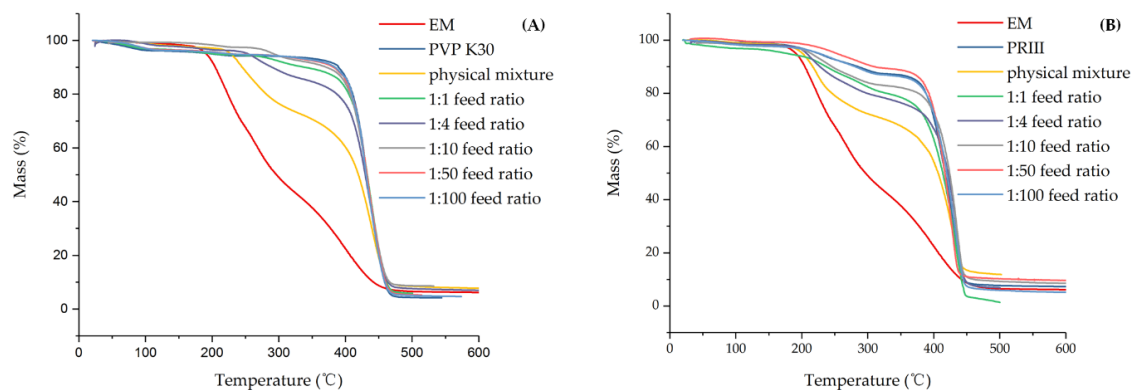 (A)
EM
PVP K30
physical mixture
1:1 feed ratio
1:4 feed ratio
1:10 feed ratio
1:50 feed ratio
1:100 feed ratio
Mass (%)
100
80
60
40
20
0
0
100
200
300
400
500
600
Temperature (℃)
(B)
EM
PRIII
physical mixture
1:1 feed ratio
1:4 feed ratio
1:10 feed ratio
1:50 feed ratio
1:100 feed ratio
Mass (%)
100
80
60
40
20
0
0
100
200
300
400
500
600
Temperature (℃)